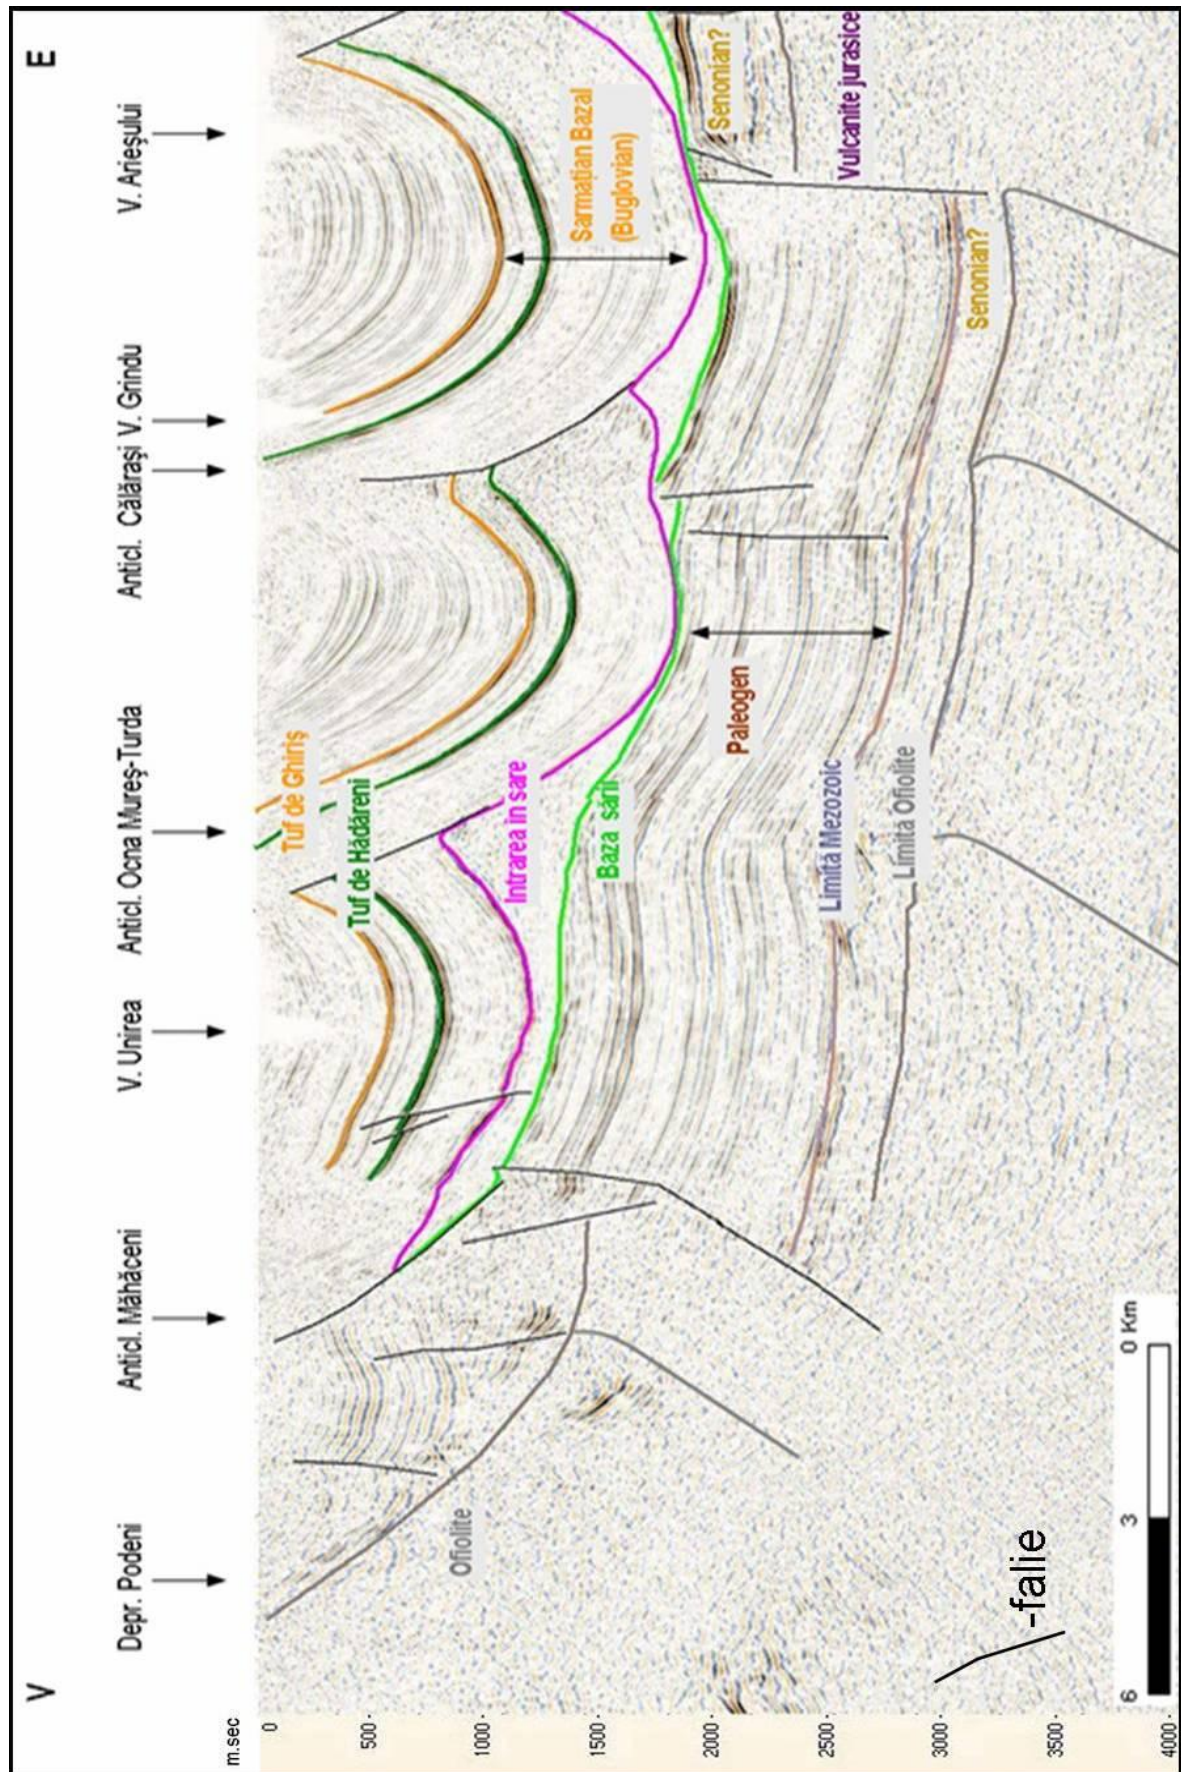 V
E
Depr. Podeni
Anticl. Măhăceni
V. Unirea
Anticl. Ocna Mureş-Turda
Anticl. Călăraşi
V. Grindu
V. Arieşului
m.sec
0
500
1000
1500
2000
2500
3000
3500
4000
Tuf de Ghiriş
Tuf de Hădăreni
Sarmaţian Bazal
(Buglovian)
Intrarea in sare
Baza sării
Senonian?
Vulcanite jurasice
Paleogen
Senonian?
Limită Mezozoic
Limită Ofiolite
Ofiolite
-falie
6
3
0 Km